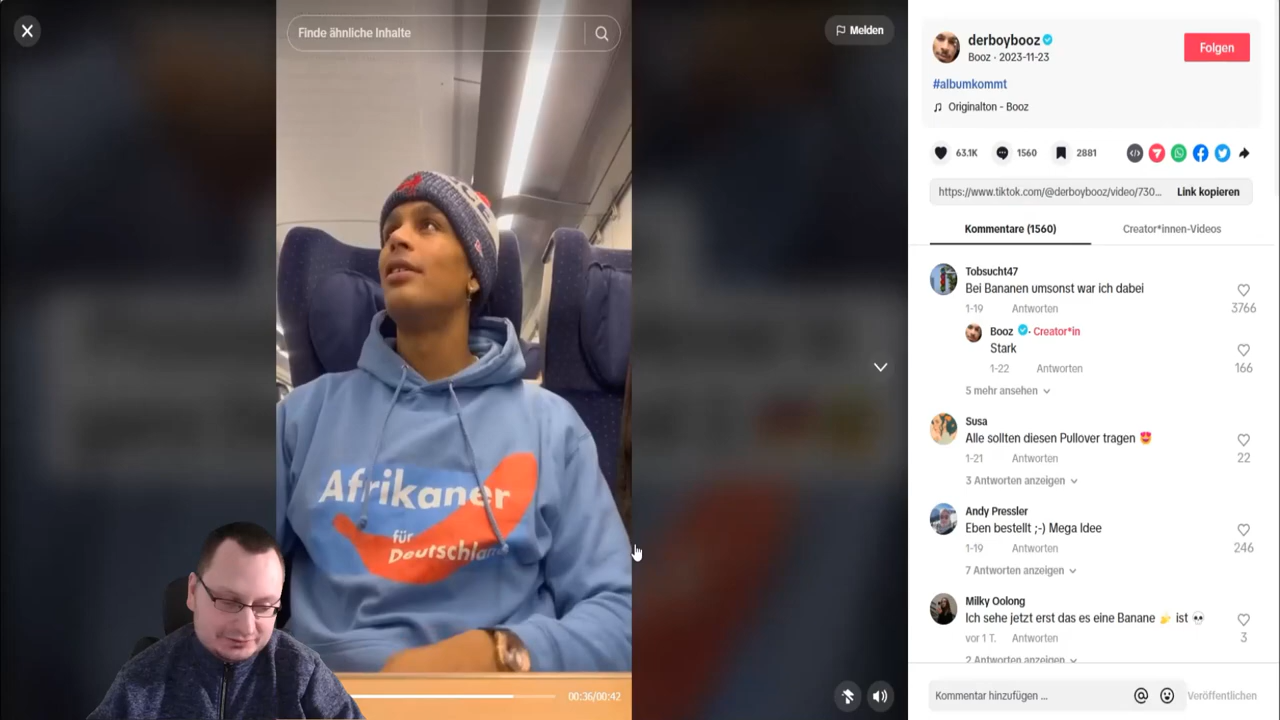 Finde ähnliche Inhalte
Melden
derboybooz
Booz · 2023-11-23
Folgen
#albumkommt
Originalton - Booz
63.1K
1560
2881
https://www.tiktok.com/@derboybooz/video/730...
Link kopieren
Kommentare (1560)
Creator*innen-Videos
Tobsucht47
Bei Bananen umsonst war ich dabei
1-19 Antworten
3766
Booz · Creator*in
Stark
1-22 Antworten
166
5 mehr ansehen
Susa
Alle sollten diesen Pullover tragen 😍
1-21 Antworten
22
3 Antworten anzeigen
Andy Pressler
Eben bestellt ;-) Mega Idee
1-19 Antworten
246
7 Antworten anzeigen
Milky Oolong
Ich sehe jetzt erst das es eine Banane 🍌 ist 💀
vor 1 T. Antworten
3
2 Antworten anzeigen
Kommentar hinzufügen ...
Veröffentlichen
Afrikaner
für
Deutschland
00:36/00:42